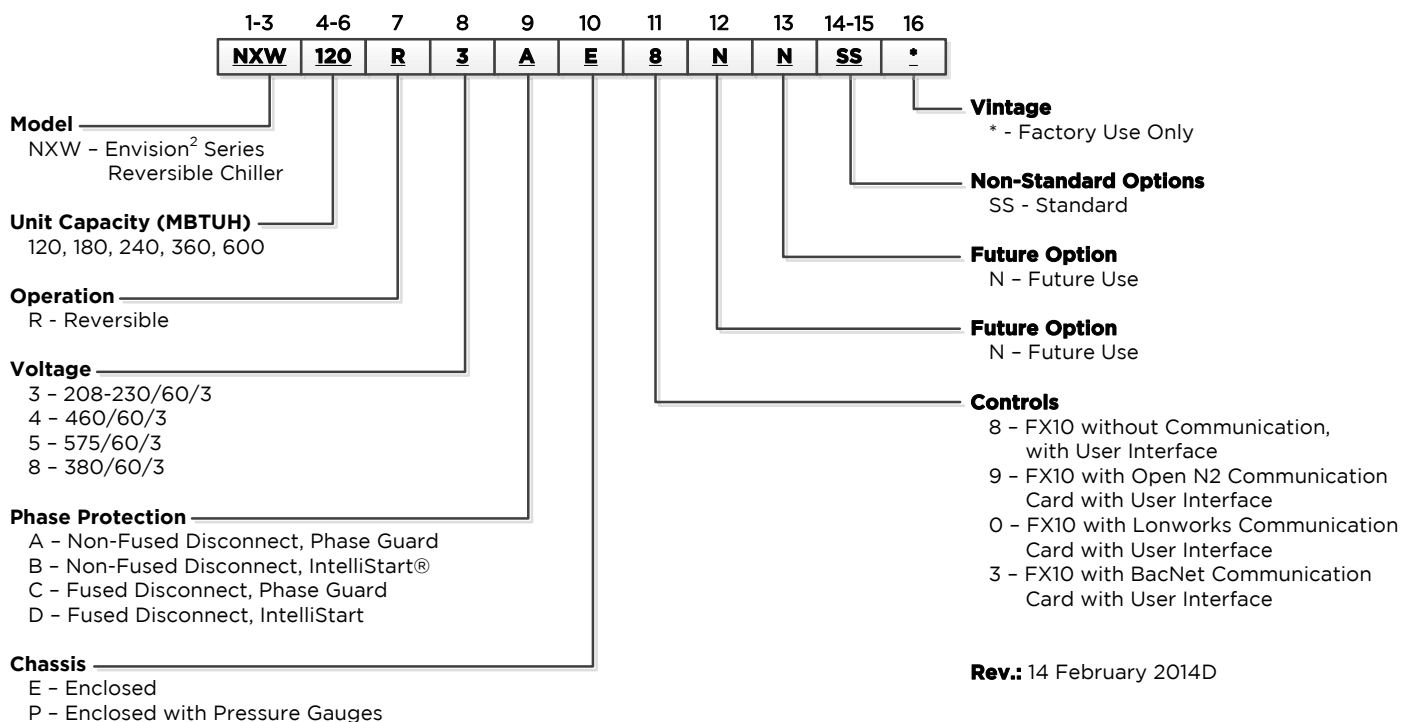 1-3 4-6 7 8 9 10 11 12 13 14-15 16
NXW 120 R 3 A E 8 N N SS *
Model
NXW – Envision² Series
Reversible Chiller
Unit Capacity (MBTUH)
120, 180, 240, 360, 600
Operation
R - Reversible
Voltage
3 – 208-230/60/3
4 – 460/60/3
5 – 575/60/3
8 – 380/60/3
Phase Protection
A – Non-Fused Disconnect, Phase Guard
B – Non-Fused Disconnect, IntelliStart®
C – Fused Disconnect, Phase Guard
D – Fused Disconnect, IntelliStart
Chassis
E – Enclosed
P – Enclosed with Pressure Gauges
Vintage
* - Factory Use Only
Non-Standard Options
SS - Standard
Future Option
N – Future Use
Future Option
N – Future Use
Controls
8 – FX10 without Communication,
with User Interface
9 – FX10 with Open N2 Communication
Card with User Interface
0 – FX10 with Lonworks Communication
Card with User Interface
3 – FX10 with BacNet Communication
Card with User Interface
Rev.: 14 February 2014D